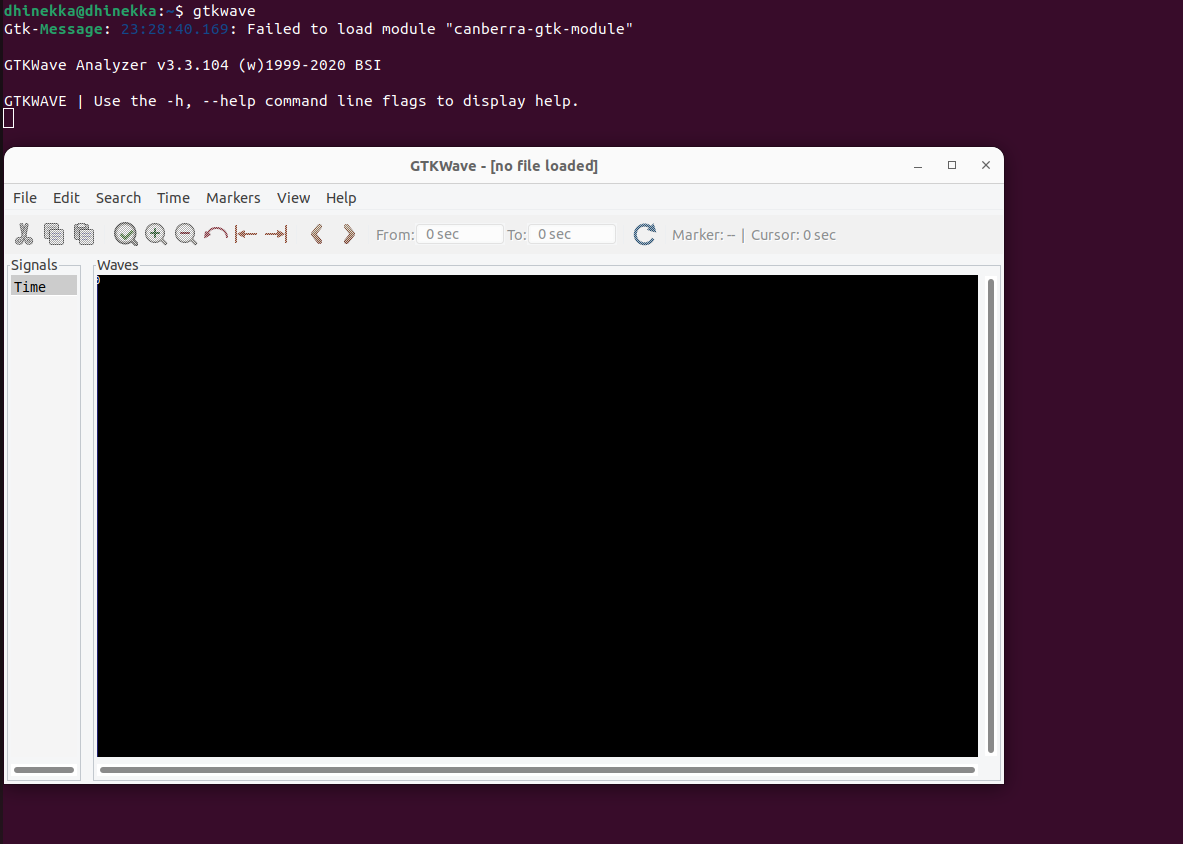 dhinekka@dhinekka:~$ gtkwave
Gtk-Message: 23:28:40.169: Failed to load module "canberra-gtk-module"
GTKWave Analyzer v3.3.104 (w)1999-2020 BSI
GTKWAVE | Use the -h, --help command line flags to display help.
GTKWave - [no file loaded]
File Edit Search Time Markers View Help
From: 0 sec To: 0 sec Marker: -- | Cursor: 0 sec
Signals Waves
Time 0